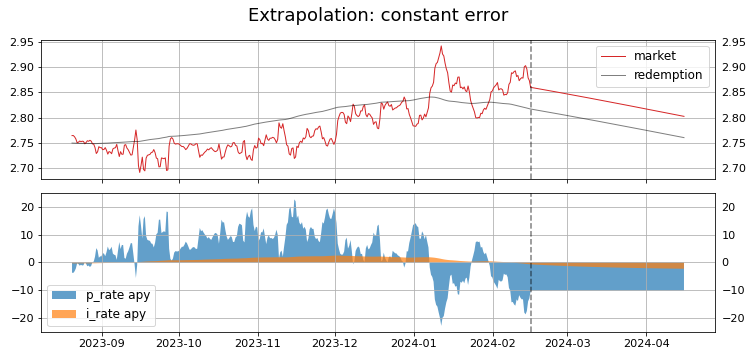 Extrapolation: constant error
2.95 2.95
2.90 2.90
2.85 2.85
2.80 2.80
2.75 2.75
2.70 2.70
market
redemption
20 20
10 10
0 0
−10 −10
−20 −20
p_rate apy
i_rate apy
2023-09 2023-10 2023-11 2023-12 2024-01 2024-02 2024-03 2024-04